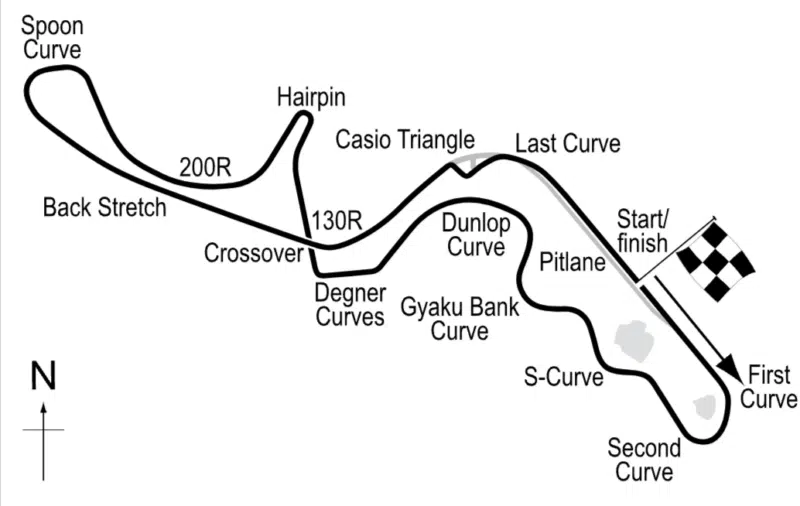 Spoon
Curve
Hairpin
Casio Triangle
Last Curve
200R
Back Stretch
130R
Crossover
Dunlop
Curve
Start/
finish
Pitlane
Degner
Curves
Gyaku Bank
Curve
S-Curve
First
Curve
Second
Curve
N